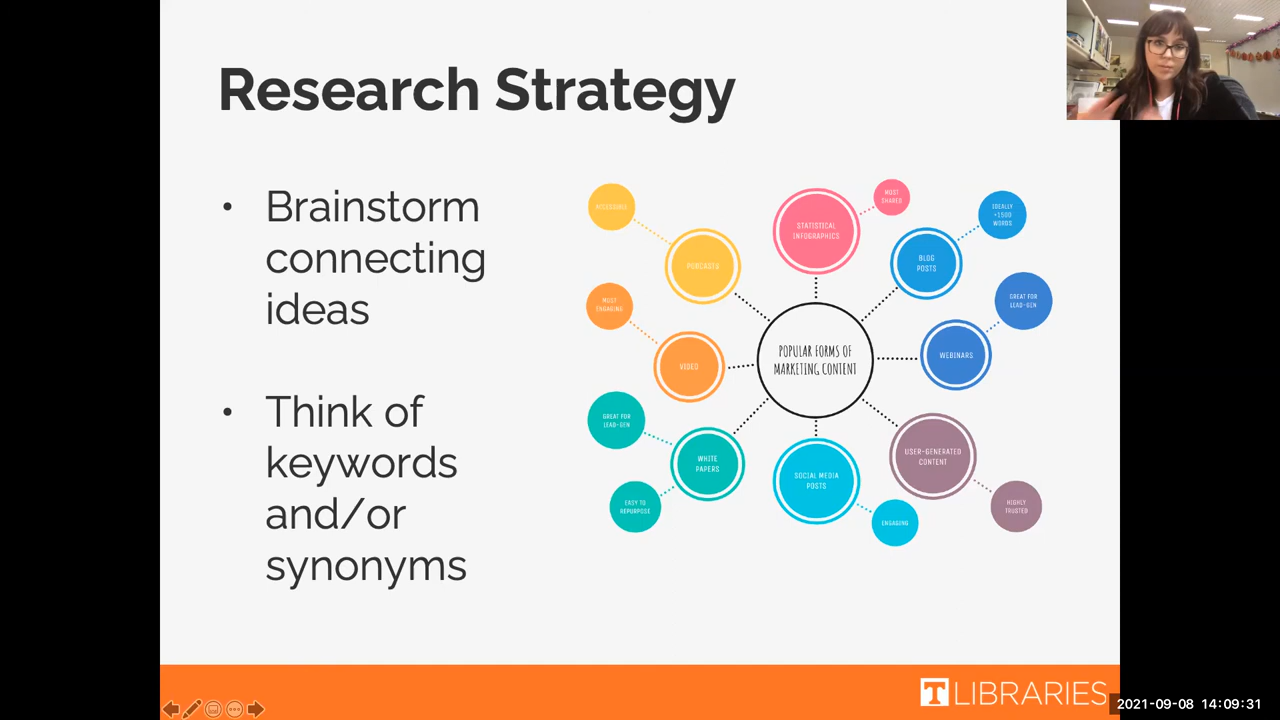 Research Strategy
• Brainstorm
connecting
ideas
• Think of
keywords
and/or
synonyms
STATISTICAL
INFOGRAPHICS
MOST
SHARED
BLOG
POSTS
IDEALLY
+1500
WORDS
WEBINARS
GREAT FOR
LEAD-GEN
USER-GENERATED
CONTENT
HIGHLY
TRUSTED
SOCIAL MEDIA
POSTS
ENGAGING
WHITE
PAPERS
EASY TO
REPURPOSE
GREAT FOR
LEAD-GEN
VIDEO
MOST
ENGAGING
PODCASTS
POPULAR FORMS OF
MARKETING CONTENT
T LIBRARIES
2021-09-08 14:09:31